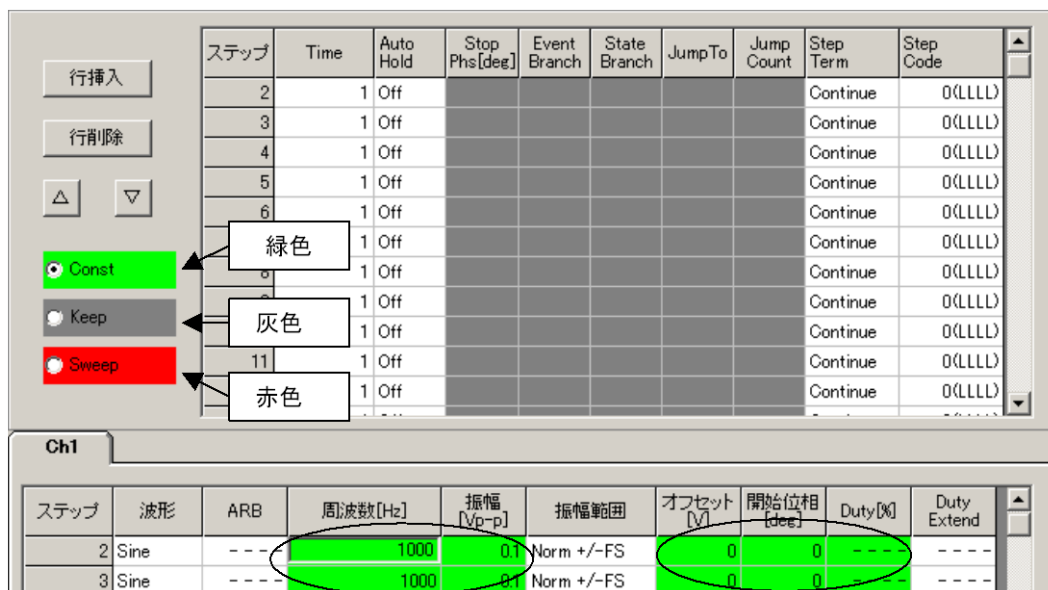 行挿入
行削除
△ ▽
Const
Keep
Sweep
緑色
灰色
赤色
ステップ Time Auto Hold Stop Phs[deg] Event Branch State Branch JumpTo Jump Count Step Term Step Code
2 1 Off Continue 0(LLLL)
3 1 Off Continue 0(LLLL)
4 1 Off Continue 0(LLLL)
5 1 Off Continue 0(LLLL)
6 1 Off Continue 0(LLLL)
1 Off Continue 0(LLLL)
8 1 Off Continue 0(LLLL)
1 Off Continue 0(LLLL)
1 Off Continue 0(LLLL)
11 1 Off Continue 0(LLLL)
1 Off Continue 0(LLLL)
Ch1
ステップ 波形 ARB 周波数[Hz] 振幅 [Vp-p] 振幅範囲 オフセット [V] 開始位相 [deg] Duty[%] Duty Extend
2 Sine - - - - 1000 0.1 Norm +/-FS 0 0 - - - - - - - -
3 Sine - - - - 1000 0.1 Norm +/-FS 0 0 - - - - - - - -